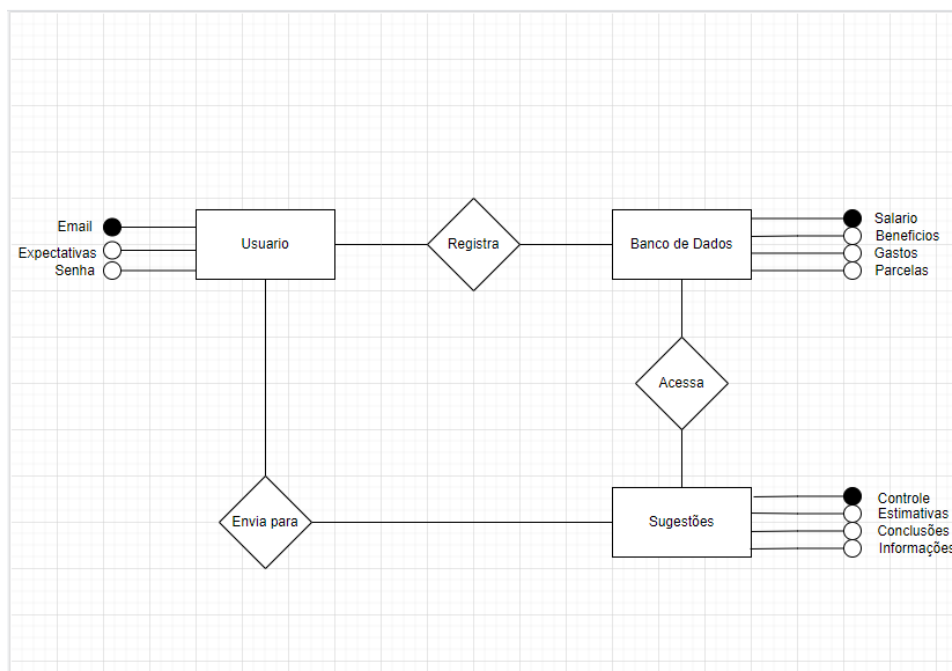 Email
Expectativas
Senha
Usuario
Registra
Banco de Dados
Salario
Beneficios
Gastos
Parcelas
Acessa
Envia para
Sugestões
Controle
Estimativas
Conclusões
Informações